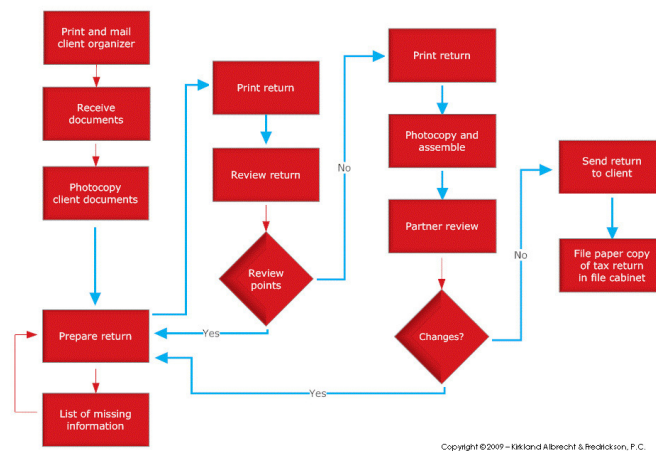 Print and mail
client organizer
Receive
documents
Photocopy
client documents
Prepare return
List of missing
information
Print return
Review return
Review
points
Yes
No
Print return
Photocopy and
assemble
Partner review
Changes?
Yes
No
Send return
to client
File paper copy
of tax return
in file cabinet
Copyright ©2009 – Kirkland Albrecht & Fredrickson, P.C.